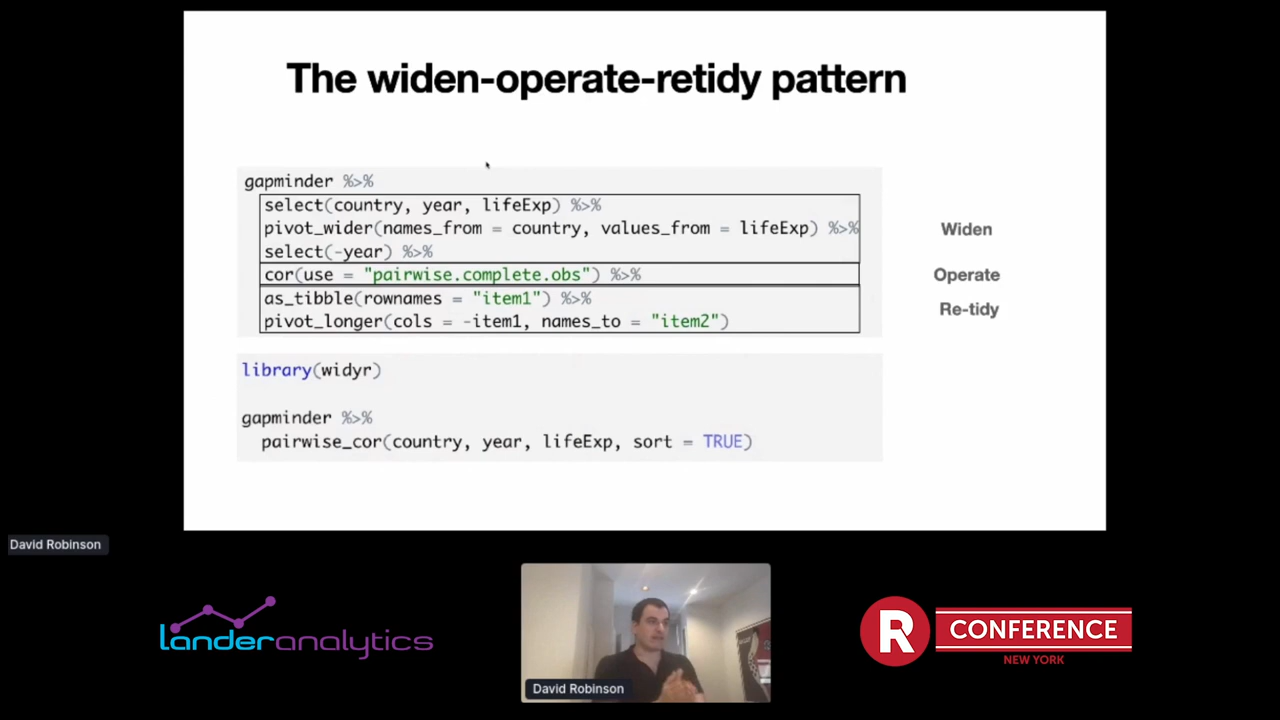 The widen-operate-retidy pattern
gapminder %>%
select(country, year, lifeExp) %>%
pivot_wider(names_from = country, values_from = lifeExp) %>%
select(-year) %>%
Widen
cor(use = "pairwise.complete.obs") %>%
Operate
as_tibble(rownames = "item1") %>%
pivot_longer(cols = -item1, names_to = "item2")
Re-tidy
library(widyr)
gapminder %>%
pairwise_cor(country, year, lifeExp, sort = TRUE)
David Robinson
landeranalytics
David Robinson
R CONFERENCE
NEW YORK